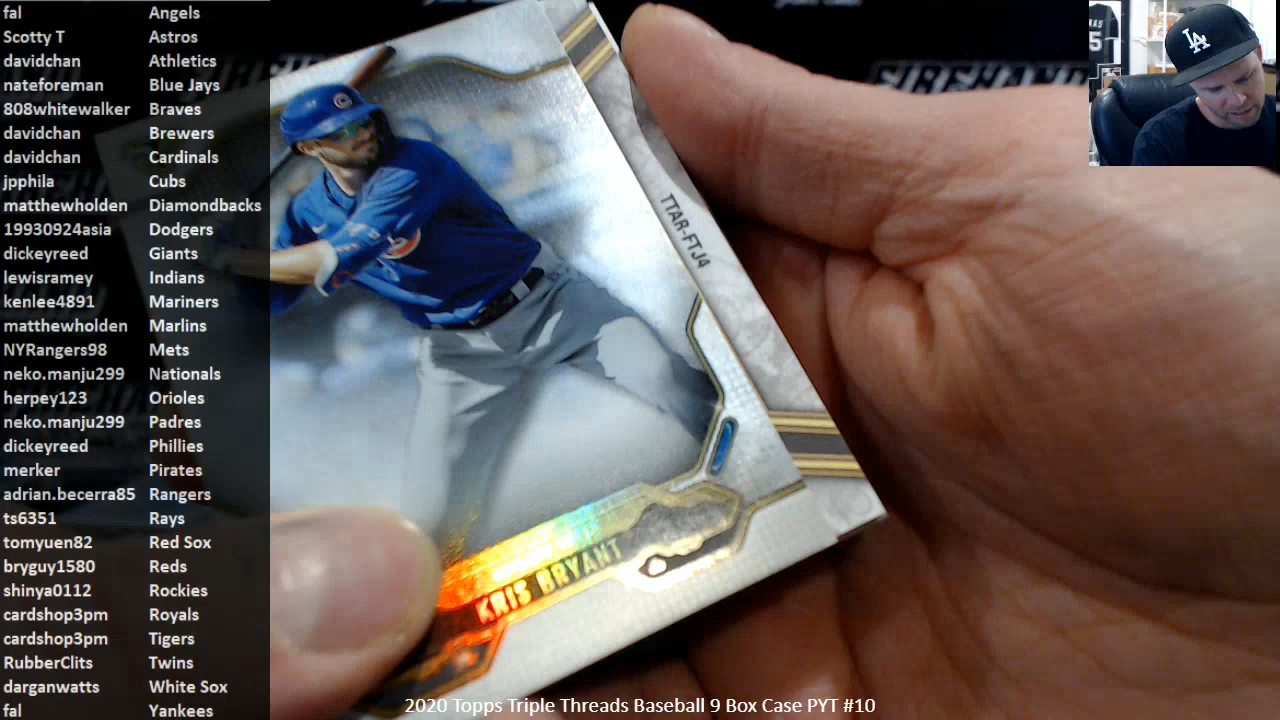 fal Angels
Scotty T Astros
davidchan Athletics
nateforeman Blue Jays
808whitewalker Braves
davidchan Brewers
davidchan Cardinals
jpphila Cubs
matthewholden Diamondbacks
19930924asia Dodgers
dickeyreed Giants
lewisramey Indians
kenlee4891 Mariners
matthewholden Marlins
NYRangers98 Mets
neko.manju299 Nationals
herpey123 Orioles
neko.manju299 Padres
dickeyreed Phillies
merker Pirates
adrian.becerra85 Rangers
ts6351 Rays
tomyuen82 Red Sox
bryguy1580 Reds
shinya0112 Rockies
cardshop3pm Royals
cardshop3pm Tigers
RubberClits Twins
darganwatts White Sox
fal Yankees
LA
TTAR-FTJ4
KRIS BRYANT
2020 Topps Triple Threads Baseball 9 Box Case PYT #10